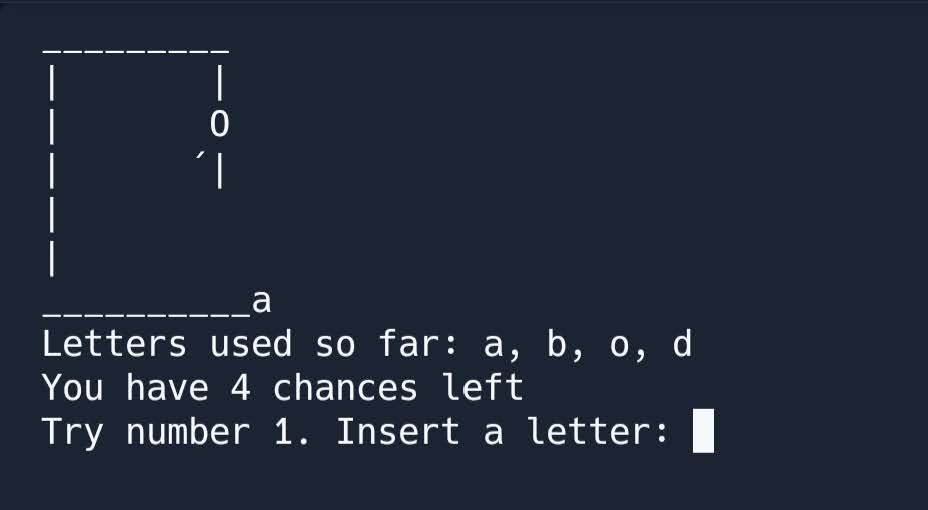 _________
|       |
|       O
|      ´|
|
|
__________a
Letters used so far: a, b, o, d
You have 4 chances left
Try number 1. Insert a letter: